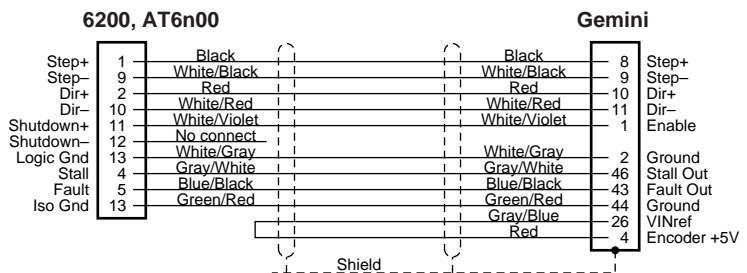 6200, AT6n00 Gemini
Step+ 1 Black Black 8 Step+
Step– 9 White/Black White/Black 9 Step–
Dir+ 2 Red Red 10 Dir+
Dir– 10 White/Red White/Red 11 Dir–
Shutdown+ 11 White/Violet White/Violet 1 Enable
Shutdown– 12 No connect
Logic Gnd 13 White/Gray White/Gray 2 Ground
Stall 4 Gray/White Gray/White 46 Stall Out
Fault 5 Blue/Black Blue/Black 43 Fault Out
Iso Gnd 13 Green/Red Green/Red 44 Ground
Gray/Blue 26 VINref
Red 4 Encoder +5V
Shield